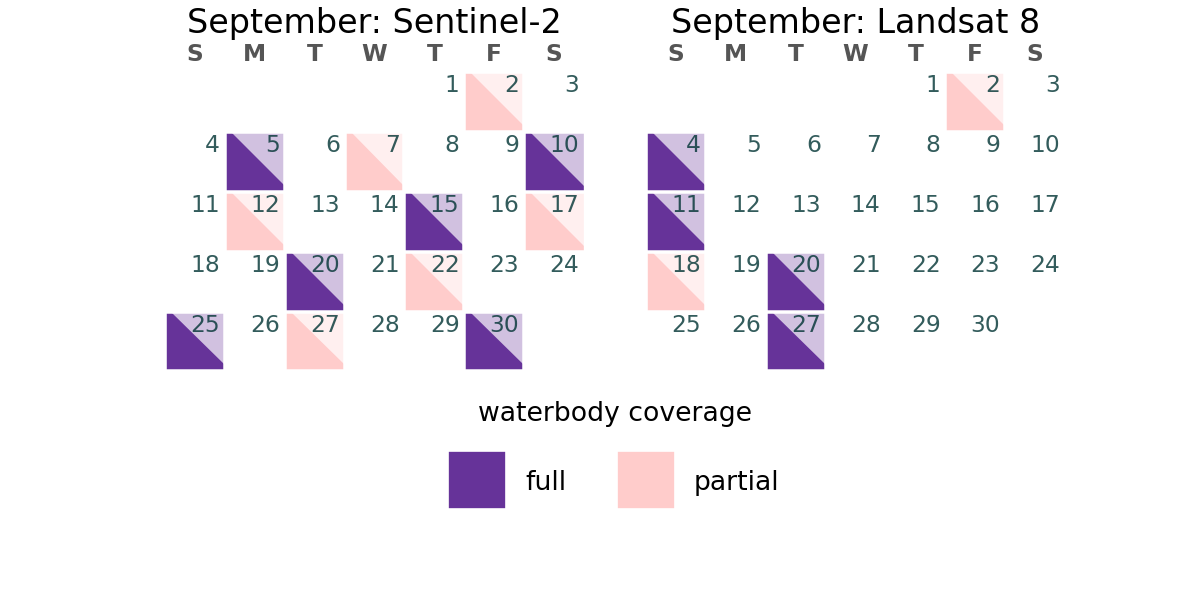 September: Sentinel-2
S M T W T F S
1 2 3
4 5 6 7 8 9 10
11 12 13 14 15 16 17
18 19 20 21 22 23 24
25 26 27 28 29 30
September: Landsat 8
S M T W T F S
1 2 3
4 5 6 7 8 9 10
11 12 13 14 15 16 17
18 19 20 21 22 23 24
25 26 27 28 29 30
waterbody coverage
full partial